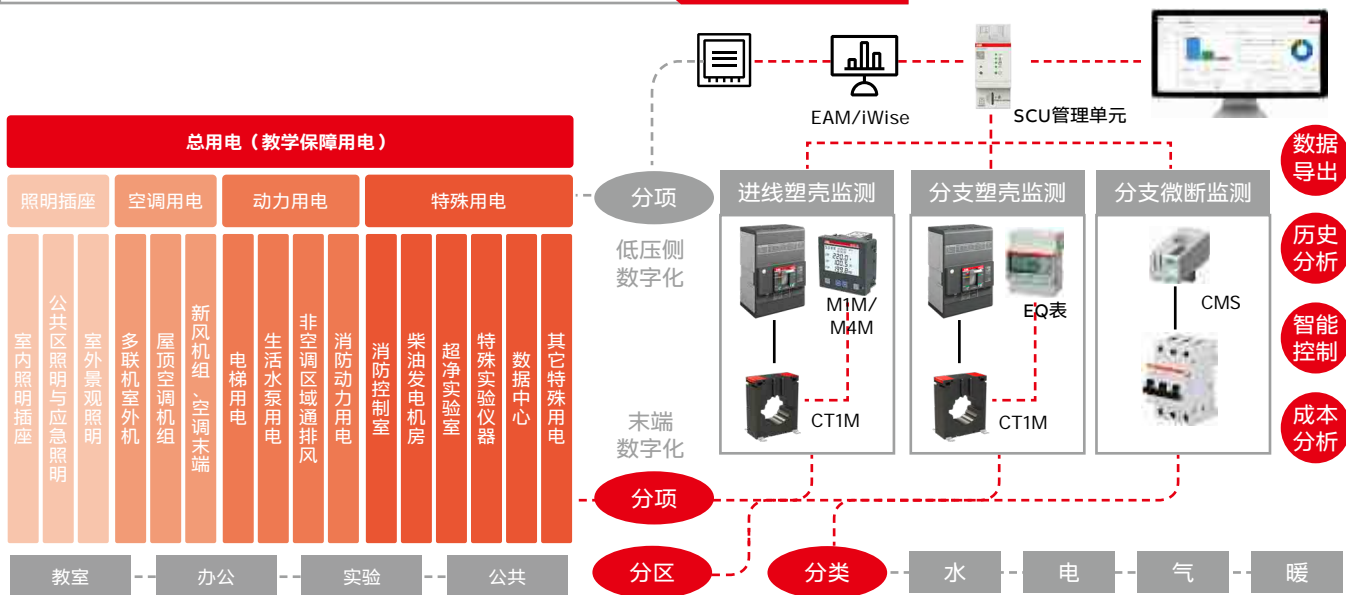 EAM/iWise
SCU管理单元
总用电（教学保障用电）
照明插座
空调用电
动力用电
特殊用电
室内照明插座
公共区照明与应急照明
室外景观照明
多联机室外机
屋顶空调机组
新风机组、空调末端
电梯用电
生活水泵用电
非空调区域通排风
消防动力用电
消防控制室
柴油发电机房
超净实验室
特殊实验仪器
数据中心
其它特殊用电
教室
办公
实验
公共
分项
低压侧
数字化
末端
数字化
分项
分区
分类
水
电
气
暖
进线塑壳监测
M1M/
M4M
CT1M
分支塑壳监测
EQ表
CT1M
分支微断监测
CMS
数据
导出
历史
分析
智能
控制
成本
分析